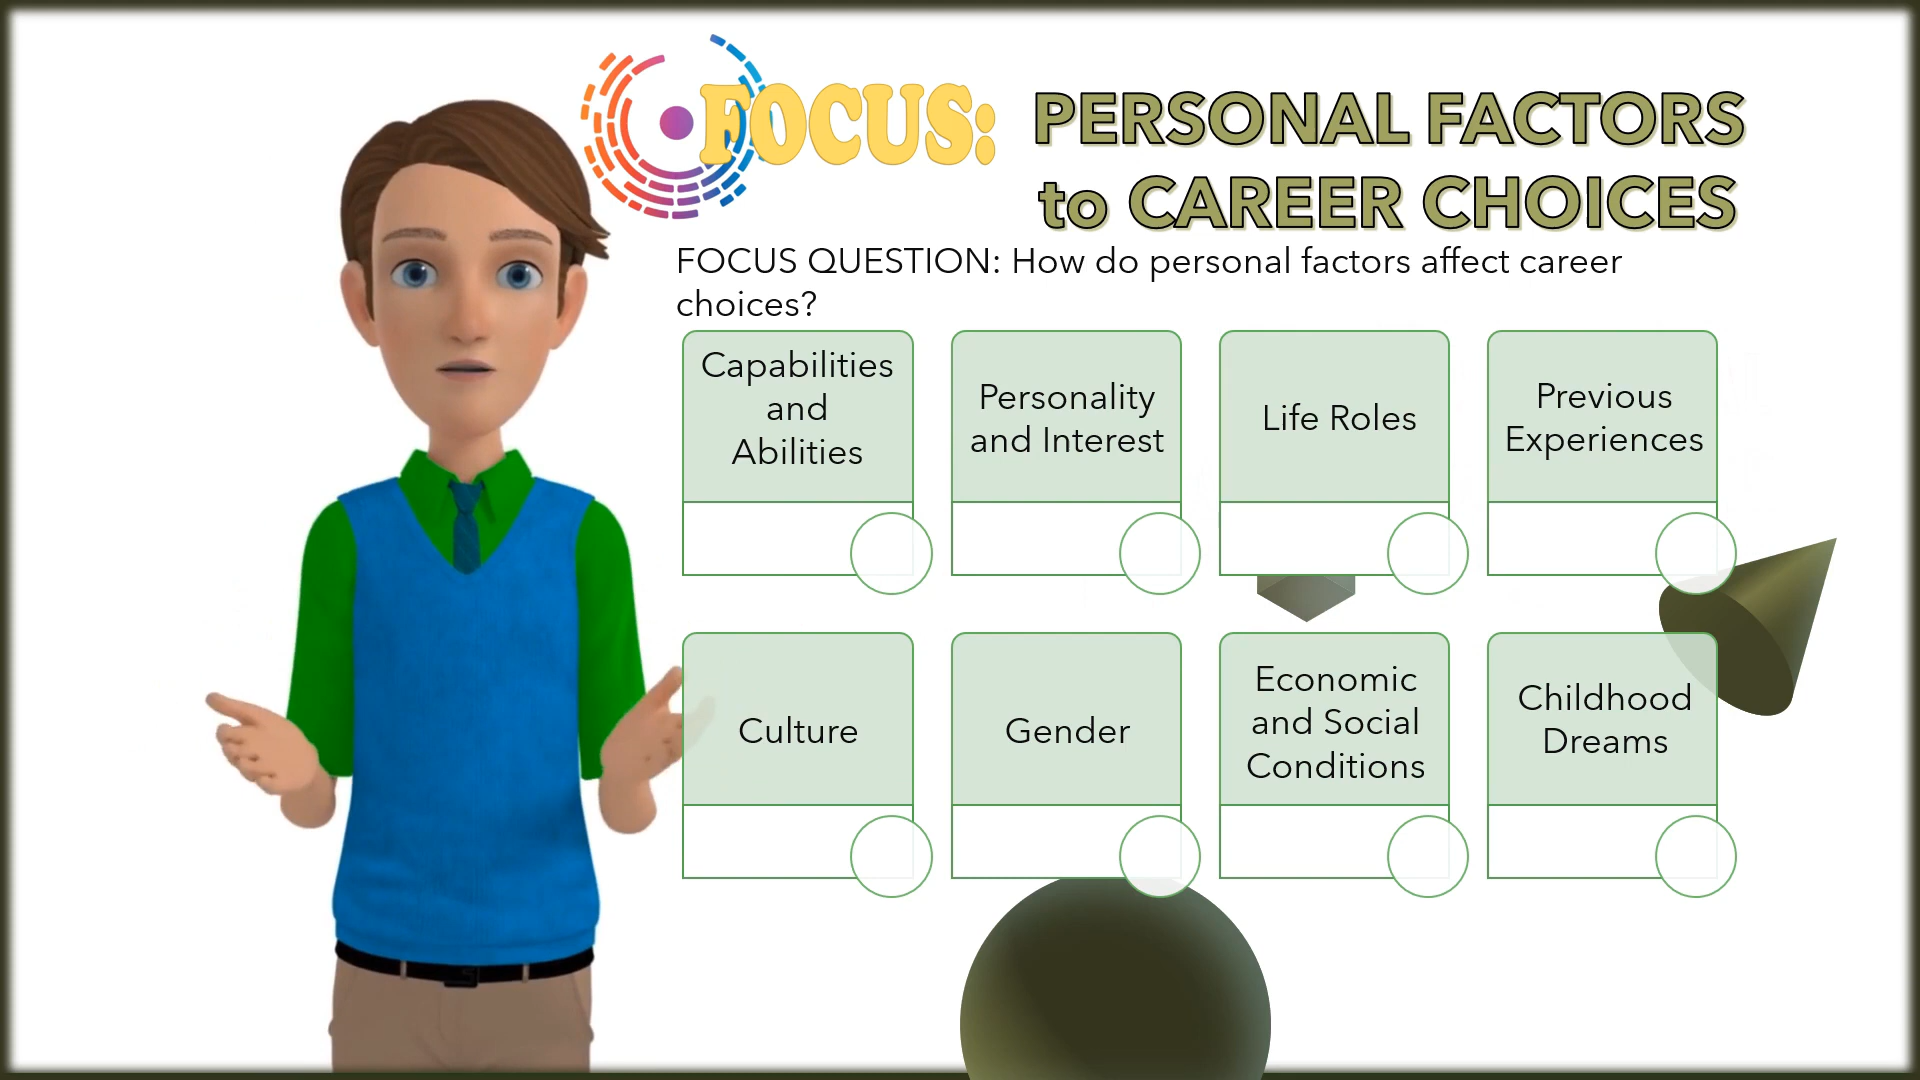 FOCUS:
PERSONAL FACTORS
to CAREER CHOICES
FOCUS QUESTION: How do personal factors affect career
choices?
Capabilities
and
Abilities
Personality
and Interest
Life Roles
Previous
Experiences
Culture
Gender
Economic
and Social
Conditions
Childhood
Dreams